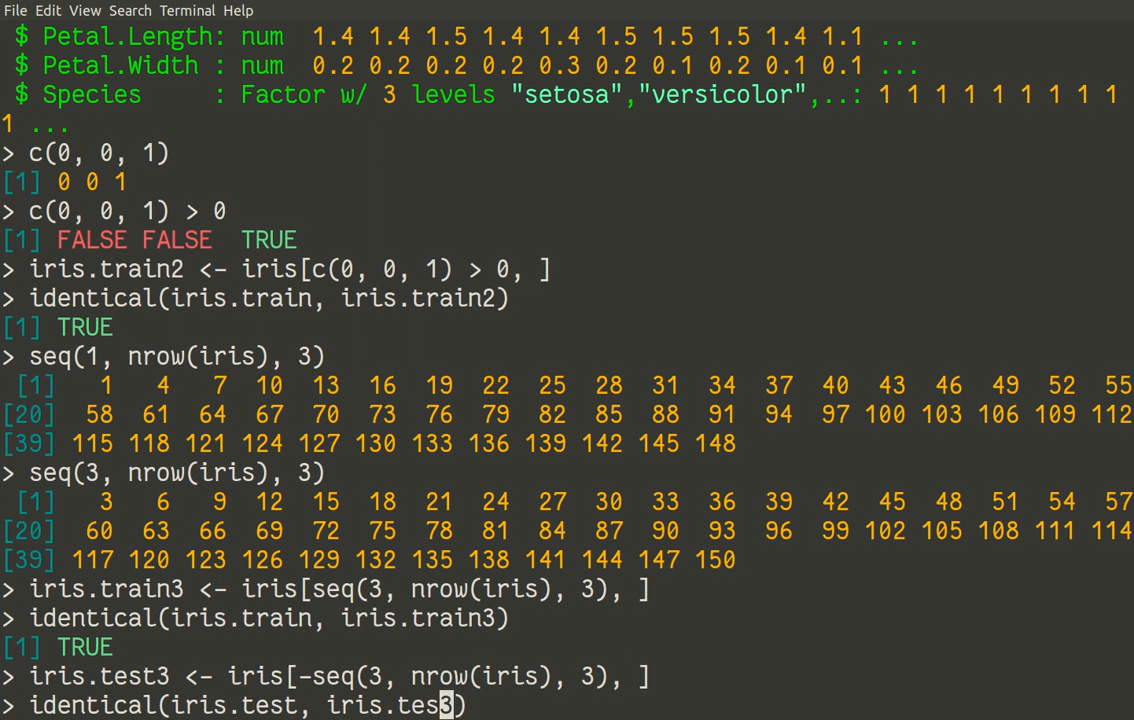 File Edit View Search Terminal Help
 $ Petal.Length: num  1.4 1.4 1.5 1.4 1.4 1.5 1.5 1.5 1.4 1.1 ...
 $ Petal.Width : num  0.2 0.2 0.2 0.2 0.3 0.2 0.1 0.2 0.1 0.1 ...
 $ Species     : Factor w/ 3 levels "setosa","versicolor",..: 1 1 1 1 1 1 1 1 1
1 ...
> c(0, 0, 1)
[1] 0 0 1
> c(0, 0, 1) > 0
[1] FALSE FALSE  TRUE
> iris.train2 <- iris[c(0, 0, 1) > 0, ]
> identical(iris.train, iris.train2)
[1] TRUE
> seq(1, nrow(iris), 3)
 [1]   1   4   7  10  13  16  19  22  25  28  31  34  37  40  43  46  49  52  55
[20]  58  61  64  67  70  73  76  79  82  85  88  91  94  97 100 103 106 109 112
[39] 115 118 121 124 127 130 133 136 139 142 145 148
> seq(3, nrow(iris), 3)
 [1]   3   6   9  12  15  18  21  24  27  30  33  36  39  42  45  48  51  54  57
[20]  60  63  66  69  72  75  78  81  84  87  90  93  96  99 102 105 108 111 114
[39] 117 120 123 126 129 132 135 138 141 144 147 150
> iris.train3 <- iris[seq(3, nrow(iris), 3), ]
> identical(iris.train, iris.train3)
[1] TRUE
> iris.test3 <- iris[-seq(3, nrow(iris), 3), ]
> identical(iris.test, iris.tes3)